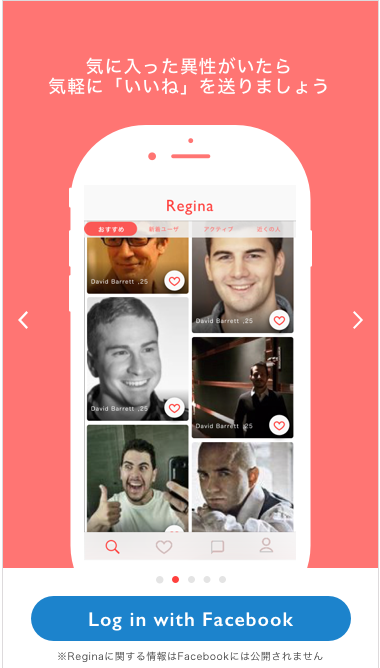 気に入った異性がいたら
気軽に「いいね」を送りましょう
Regina
おすすめ
新着ユーザ
アクティブ
近くの人
David Barrett ,25
David Barrett ,25
David Barrett ,25
David Barrett ,25
Log in with Facebook
※Reginaに関する情報はFacebookには公開されません